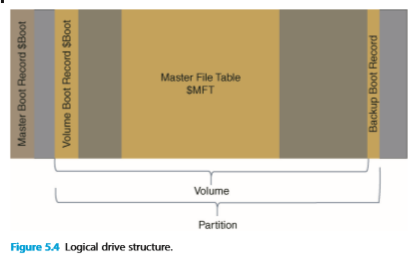 Master Boot Record $Boot
Volume Boot Record $Boot
Master File Table
$MFT
Backup Boot Record
Volume
Partition
Figure 5.4 Logical drive structure.